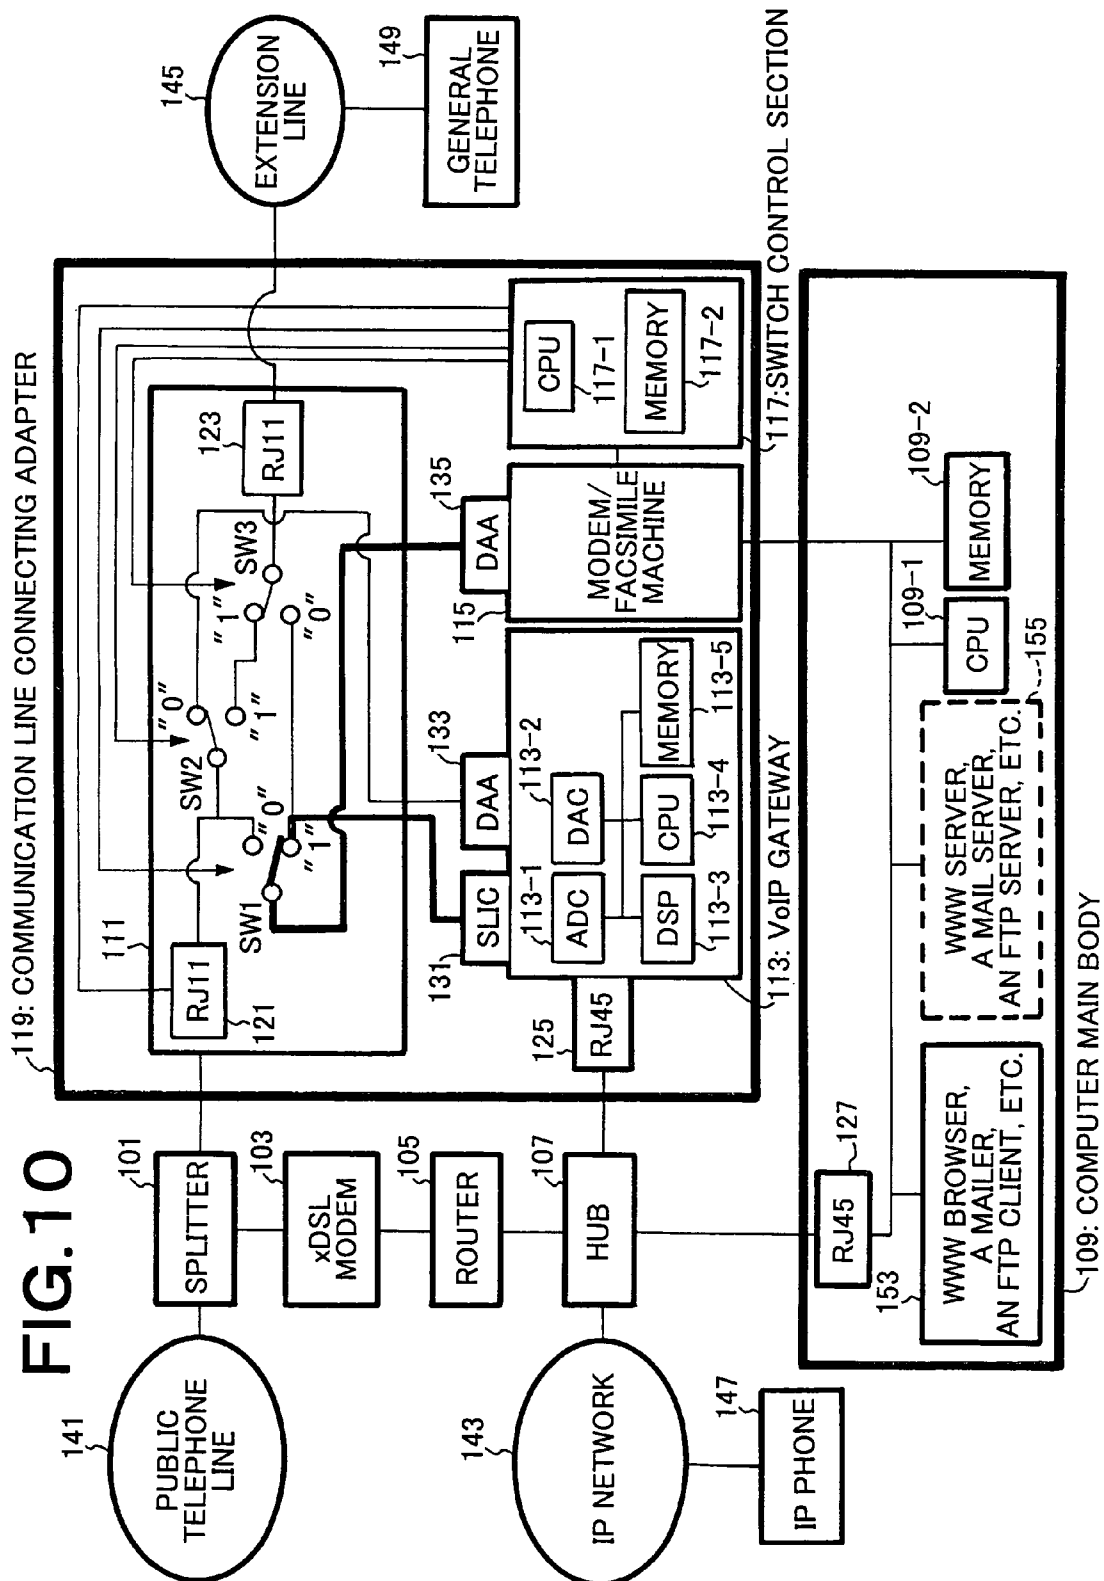 FIG.10
119: COMMUNICATION LINE CONNECTING ADAPTER
141
PUBLIC
TELEPHONE
LINE
101
SPLITTER
103
xDSL
MODEM
105
ROUTER
107
HUB
143
IP NETWORK
147
IP PHONE
111
RJ11
121
SW1
"0"
"1"
SW2
"0"
"1"
SW3
"1"
"0"
RJ11
123
145
EXTENSION
LINE
149
GENERAL
TELEPHONE
125
RJ45
131
SLIC
133
DAA
135
DAA
113-1
ADC
113-2
DAC
DSP
113-3
CPU
113-4
MEMORY
113-5
113: VoIP GATEWAY
115
MODEM/
FACSIMILE
MACHINE
CPU
117-1
MEMORY
117-2
117:SWITCH CONTROL SECTION
127
RJ45
153
WWW BROWSER,
A MAILER,
AN FTP CLIENT, ETC.
WWW SERVER,
A MAIL SERVER,
AN FTP SERVER, ETC.
155
109-1
CPU
109-2
MEMORY
109: COMPUTER MAIN BODY